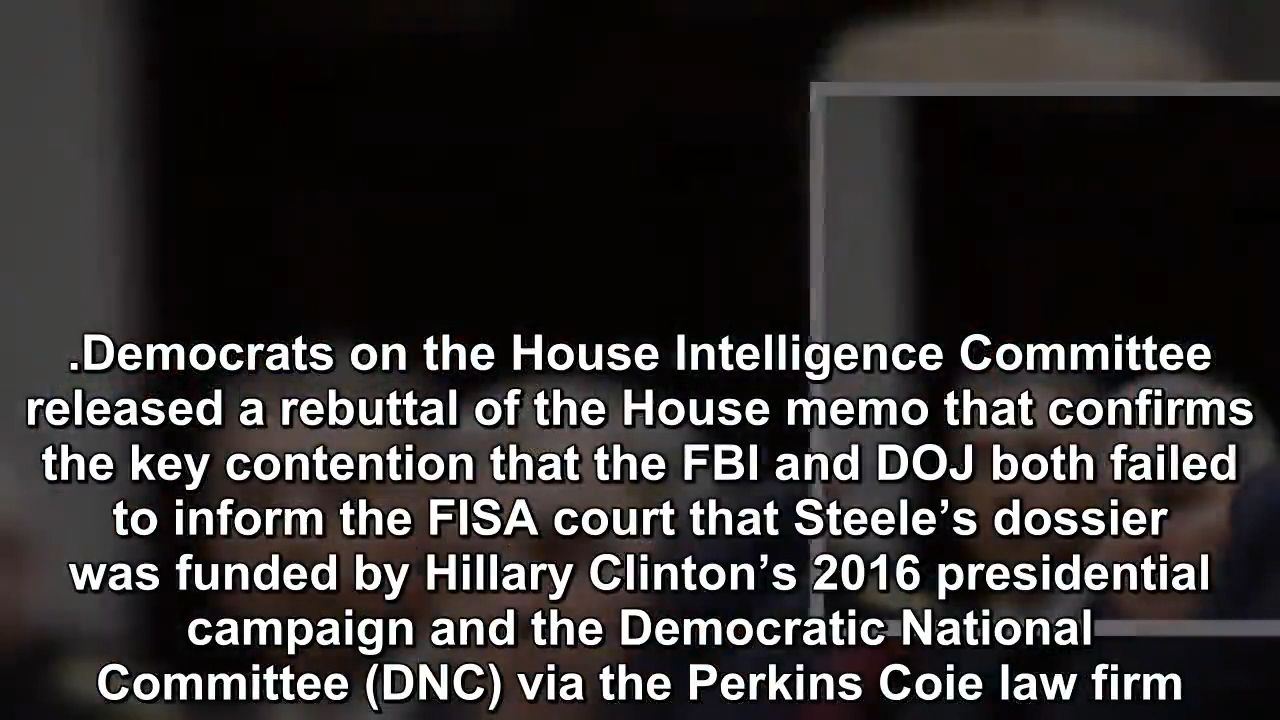 .Democrats on the House Intelligence Committee
released a rebuttal of the House memo that confirms
the key contention that the FBI and DOJ both failed
to inform the FISA court that Steele’s dossier
was funded by Hillary Clinton’s 2016 presidential
campaign and the Democratic National
Committee (DNC) via the Perkins Coie law firm